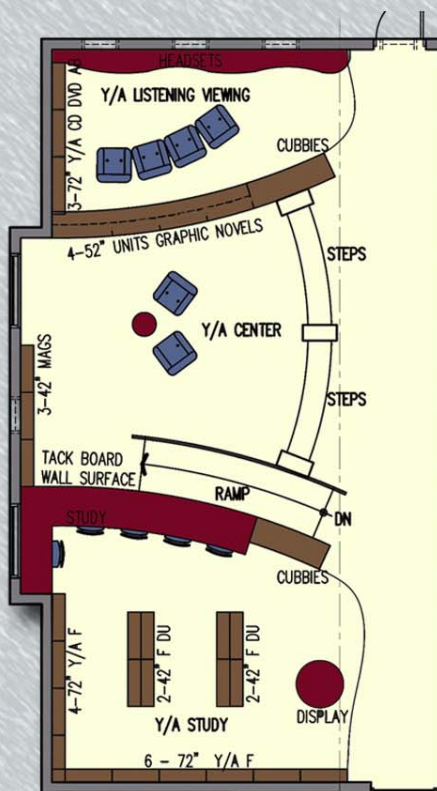 HEADSETS
Y/A LISTENING VIEWING
3-72" Y/A CD DVD AB
CUBBIES
4-52" UNITS GRAPHIC NOVELS
STEPS
Y/A CENTER
3-42" MAGS
STEPS
TACK BOARD
WALL SURFACE
RAMP
DN
STUDY
CUBBIES
4-72" Y/A F
2-42" F DU
2-42" F DU
DISPLAY
Y/A STUDY
6 - 72" Y/A F